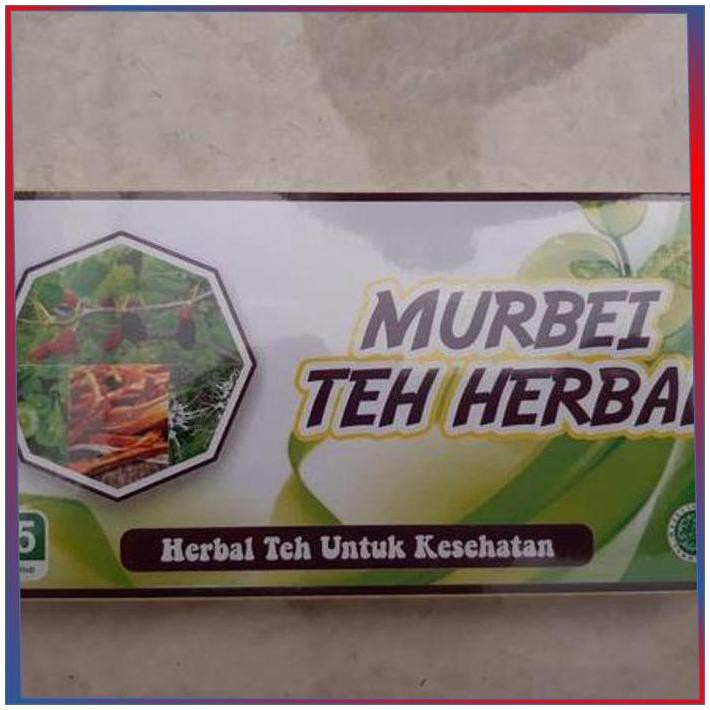 MURBEI
TEH HERBAL
Herbal Teh Untuk Kesehatan